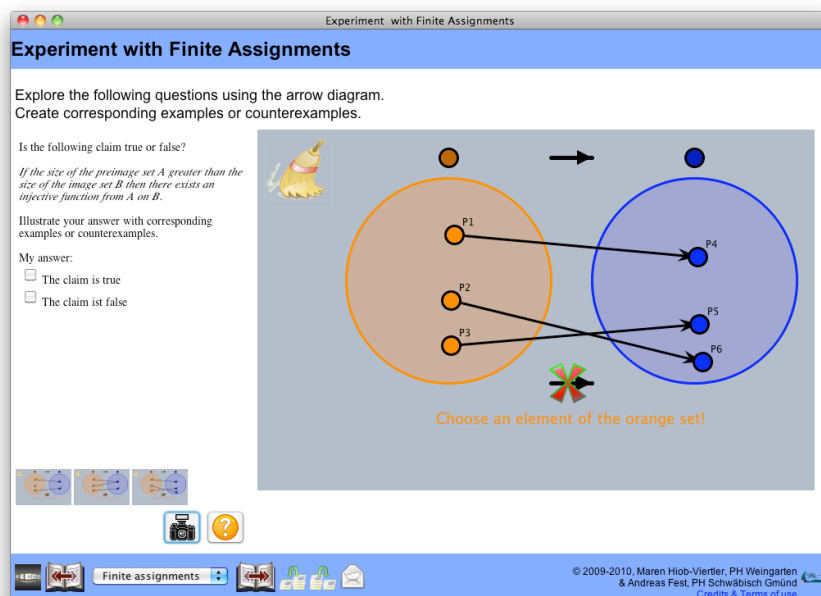 Experiment with Finite Assignments
Experiment with Finite Assignments
Explore the following questions using the arrow diagram.
Create corresponding examples or counterexamples.
Is the following claim true or false?
If the size of the preimage set A greater than the
size of the image set B then there exists an
injective function from A on B.
Illustrate your answer with corresponding
examples or counterexamples.
My answer:
The claim is true
The claim ist false
P1
P4
P2
P5
P3
P6
Choose an element of the orange set!
?
Finite assignments
© 2009-2010, Maren Hiob-Viertler, PH Weingarten
& Andreas Fest, PH Schwäbisch Gmünd
Credits & Terms of use